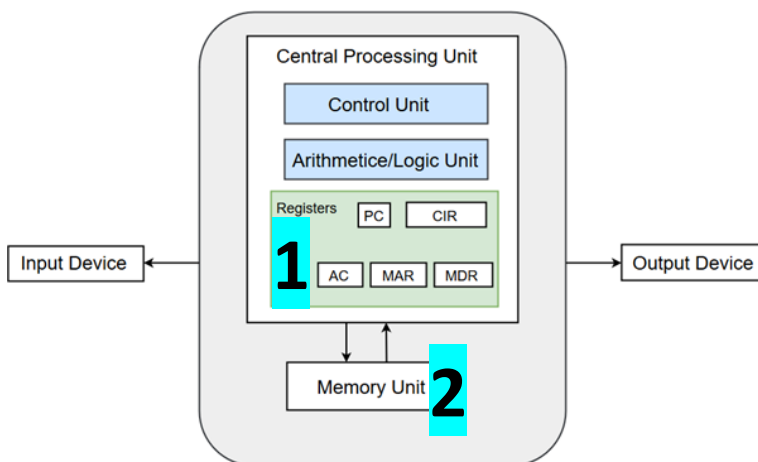 Central Processing Unit
Control Unit
Arithmetice/Logic Unit
Registers
PC
CIR
1
AC
MAR
MDR
Input Device
Output Device
Memory Unit
2